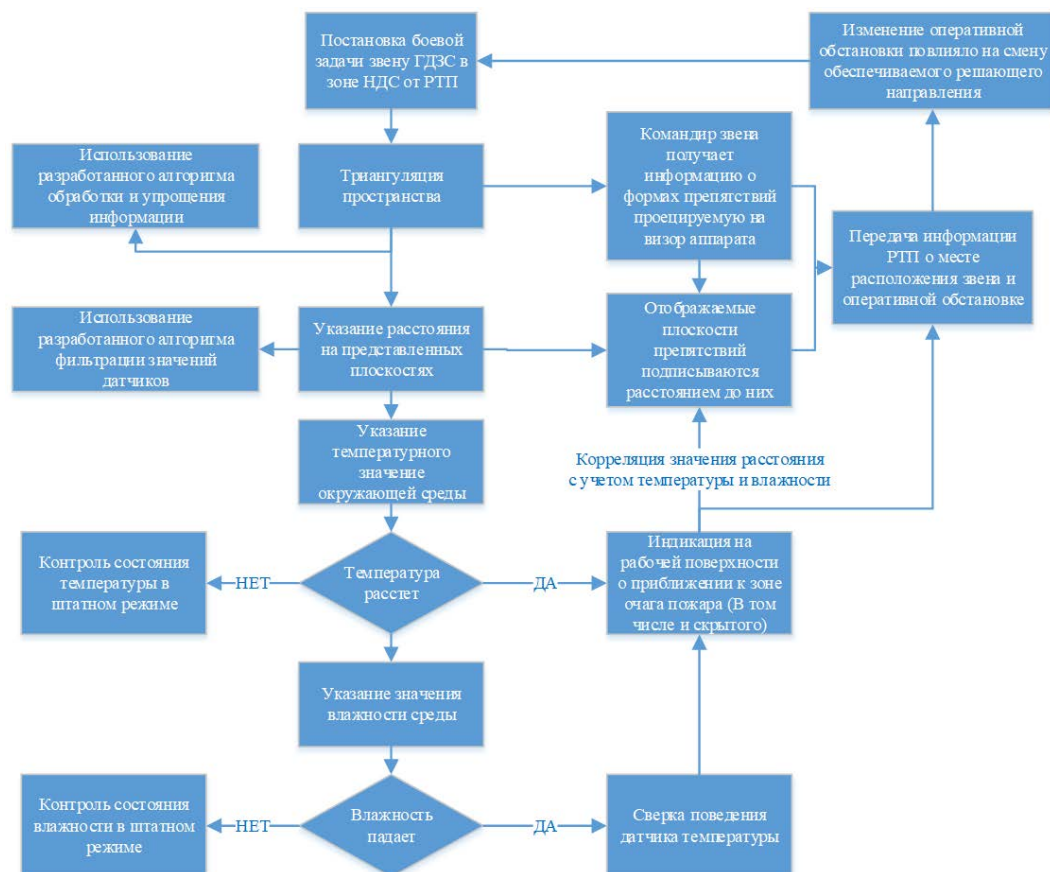 Постановка боевой
задачи звену ГДЗС в
зоне НДС от РТП
Изменение оперативной
обстановки повлияло на смену
обеспечиваемого решающего
направления
Использование
разработанного алгоригма
обработки и упрощения
информации
Триангуляция
пространства
Командир звена
получает
информацию о
формах препятствий
проецируемую на
визор аппарата
Передача информации
РТП о месте
расположения звена и
оперативной обстановке
Использование
разработанного алгоригма
фильтрации значений
датчиков
Указание расстояния
на представленных
плоскостях
Отображаемые
плоскости
препятствий
подписываются
расстоянием до них
Указание
температурного
значение
окружающей среды
Корреляция значения расстояния
с учетом температуры и влажности
Контроль состояния
температуры в
штатном режиме
НЕТ
Температура
расстет
ДА
Индикация на
рабочей поверхности
о приближении к зоне
очага пожара (В том
числе и скрытого)
Указание значения
влажности среды
Контроль состояния
влажности в штатном
режиме
НЕТ
Влажность
падает
ДА
Сверка поведения
датчика температуры